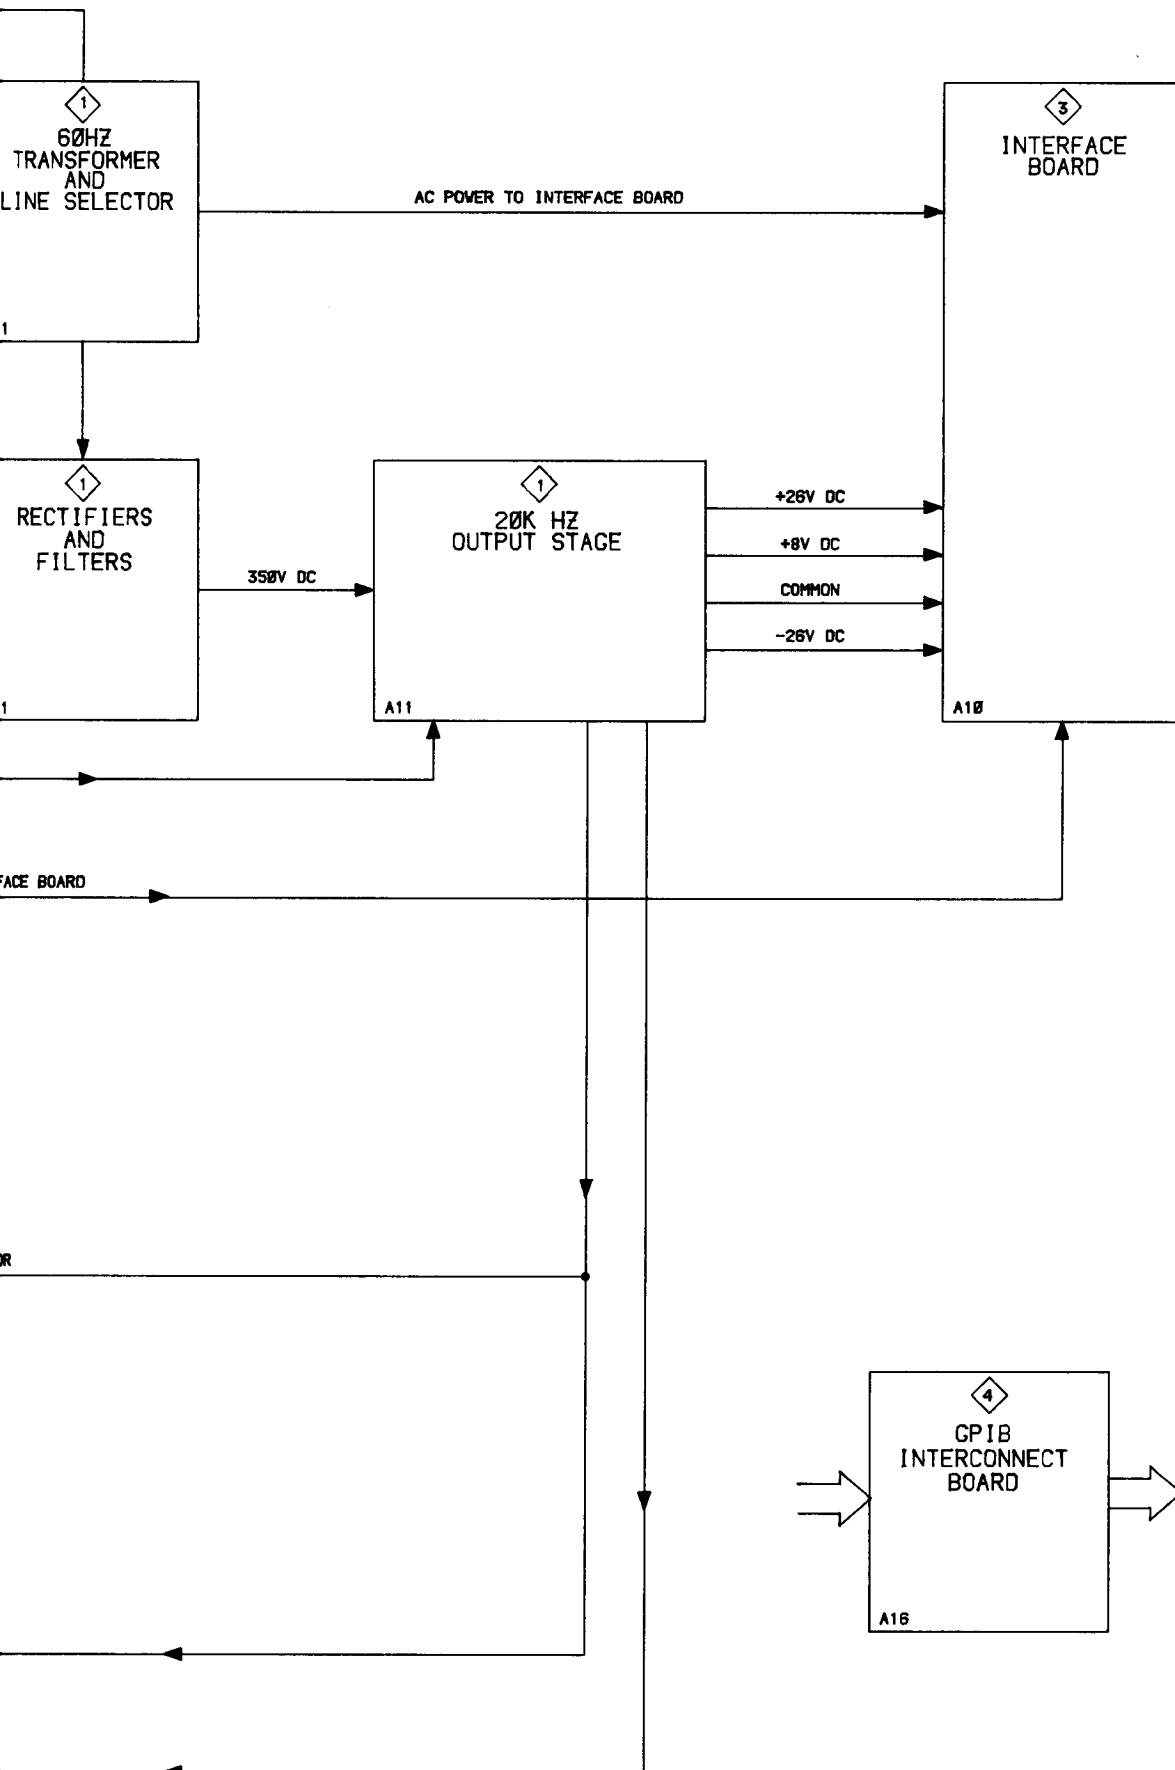 1
60HZ
TRANSFORMER
AND
LINE SELECTOR
1
AC POWER TO INTERFACE BOARD
3
INTERFACE
BOARD
1
RECTIFIERS
AND
FILTERS
1
350V DC
1
20K HZ
OUTPUT STAGE
A11
+26V DC
+8V DC
COMMON
-26V DC
A10
FACE BOARD
OR
4
GPIB
INTERCONNECT
BOARD
A16